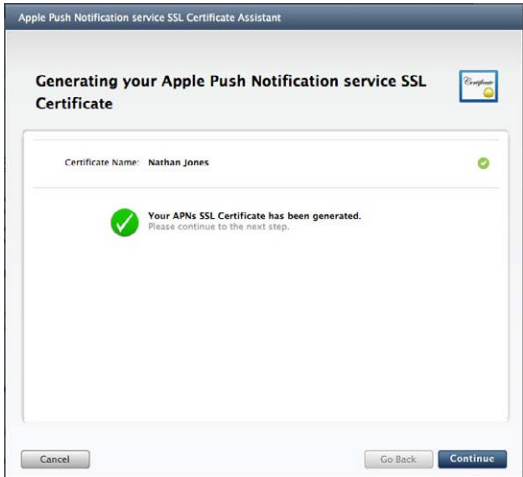 Apple Push Notification service SSL Certificate Assistant
Generating your Apple Push Notification service SSL
Certificate
Certificate
Certificate Name: Nathan Jones
Your APNs SSL Certificate has been generated.
Please continue to the next step.
Cancel
Go Back
Continue